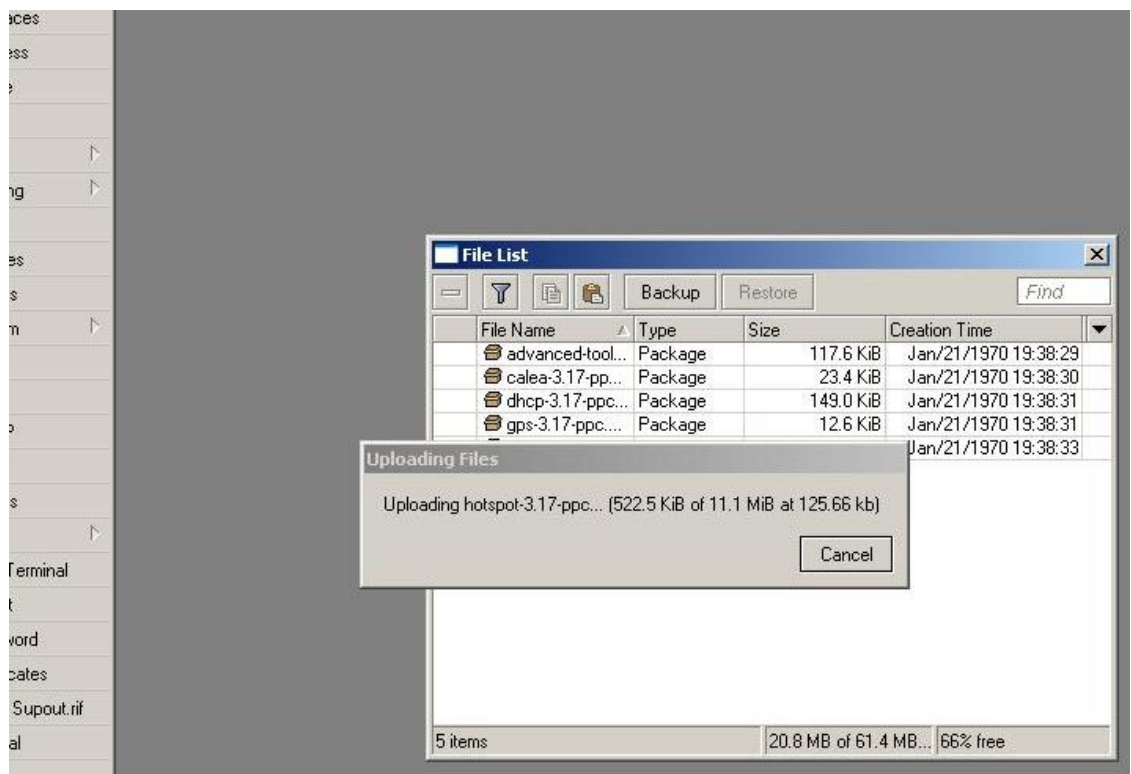 aces
ess
ng
es
s
m
s
Terminal
t
word
cates
Supout.rif
al
File List
Backup
Restore
Find
File Name Type Size Creation Time
advanced-tool... Package 117.6 KiB Jan/21/1970 19:38:29
calea-3.17-pp... Package 23.4 KiB Jan/21/1970 19:38:30
dhcp-3.17-ppc... Package 149.0 KiB Jan/21/1970 19:38:31
gps-3.17-ppc.... Package 12.6 KiB Jan/21/1970 19:38:31
Jan/21/1970 19:38:33
Uploading Files
Uploading hotspot-3.17-ppc... (522.5 KiB of 11.1 MiB at 125.66 kb)
Cancel
5 items 20.8 MB of 61.4 MB... 66% free